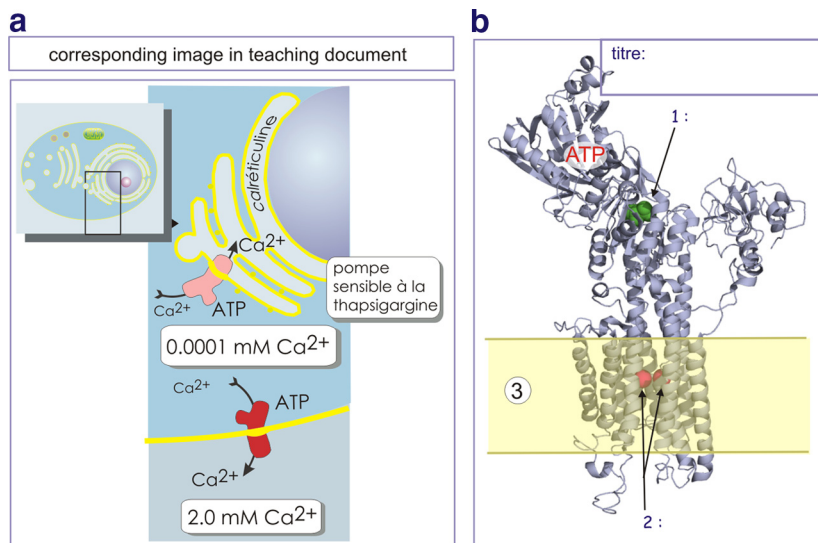 a
corresponding image in teaching document
calréticuline
Ca2+
pompe
sensible à la
thapsigargine
Ca2+
ATP
0.0001 mM Ca2+
Ca2+
ATP
Ca2+
2.0 mM Ca2+
b
titre:
1 :
ATP
3
2 :